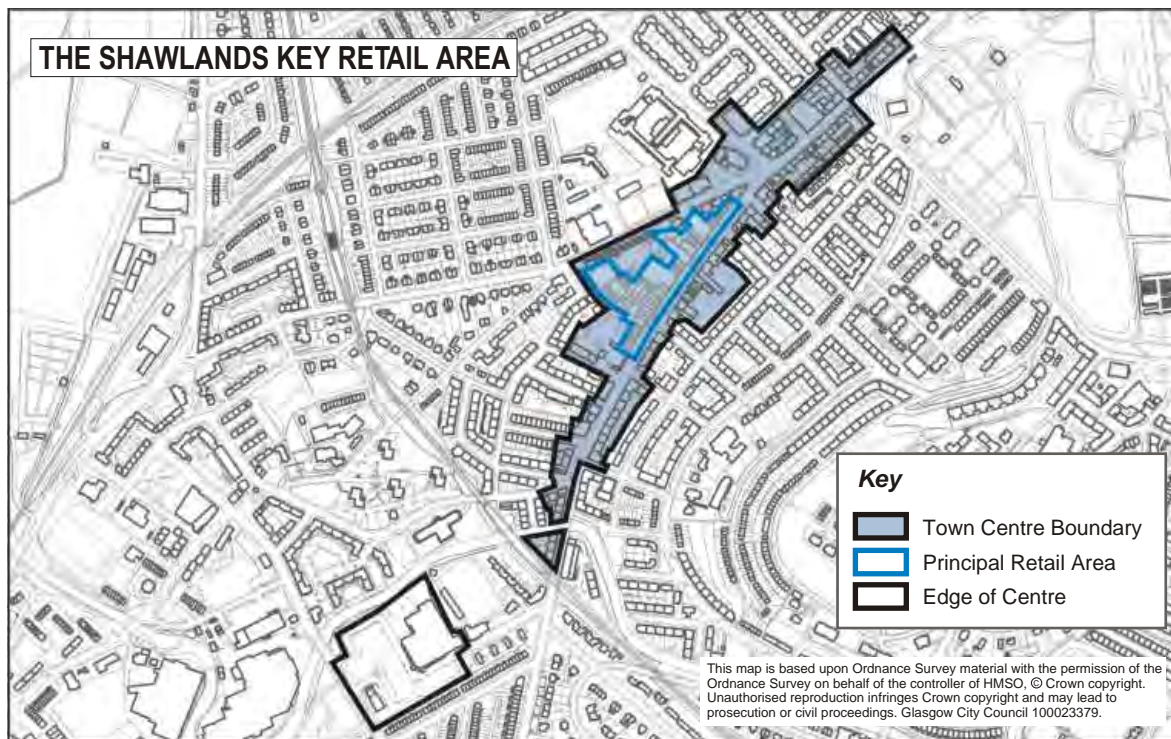 THE SHAWLANDS KEY RETAIL AREA
Key
Town Centre Boundary
Principal Retail Area
Edge of Centre
This map is based upon Ordnance Survey material with the permission of the
Ordnance Survey on behalf of the controller of HMSO, © Crown copyright.
Unauthorised reproduction infringes Crown copyright and may lead to
prosecution or civil proceedings. Glasgow City Council 100023379.